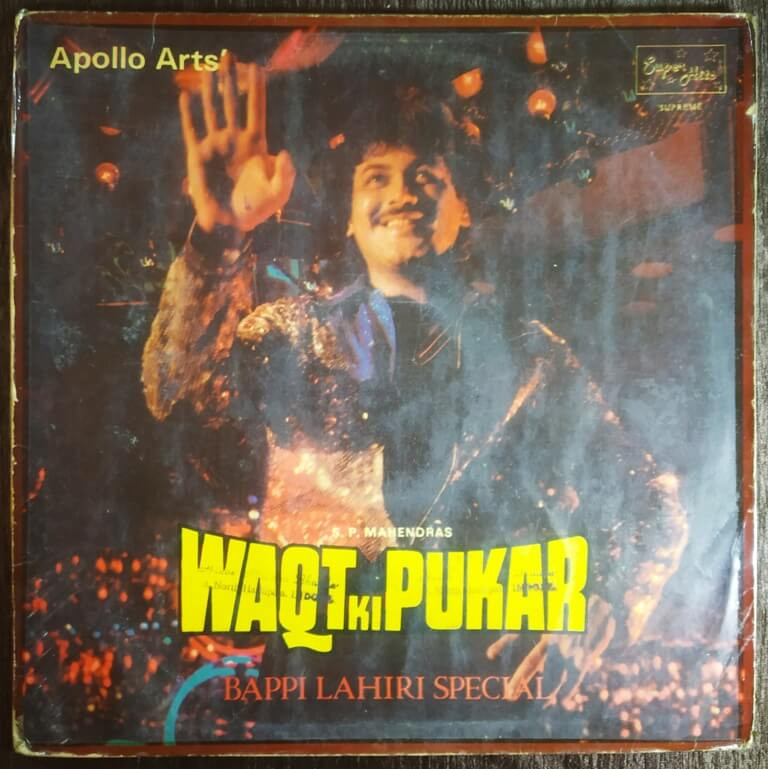 Apollo Arts'
Super Hits
SUPREME
S. P. MAHENDRAS
WAQT KI PUKAR
BAPPI LAHIRI SPECIAL